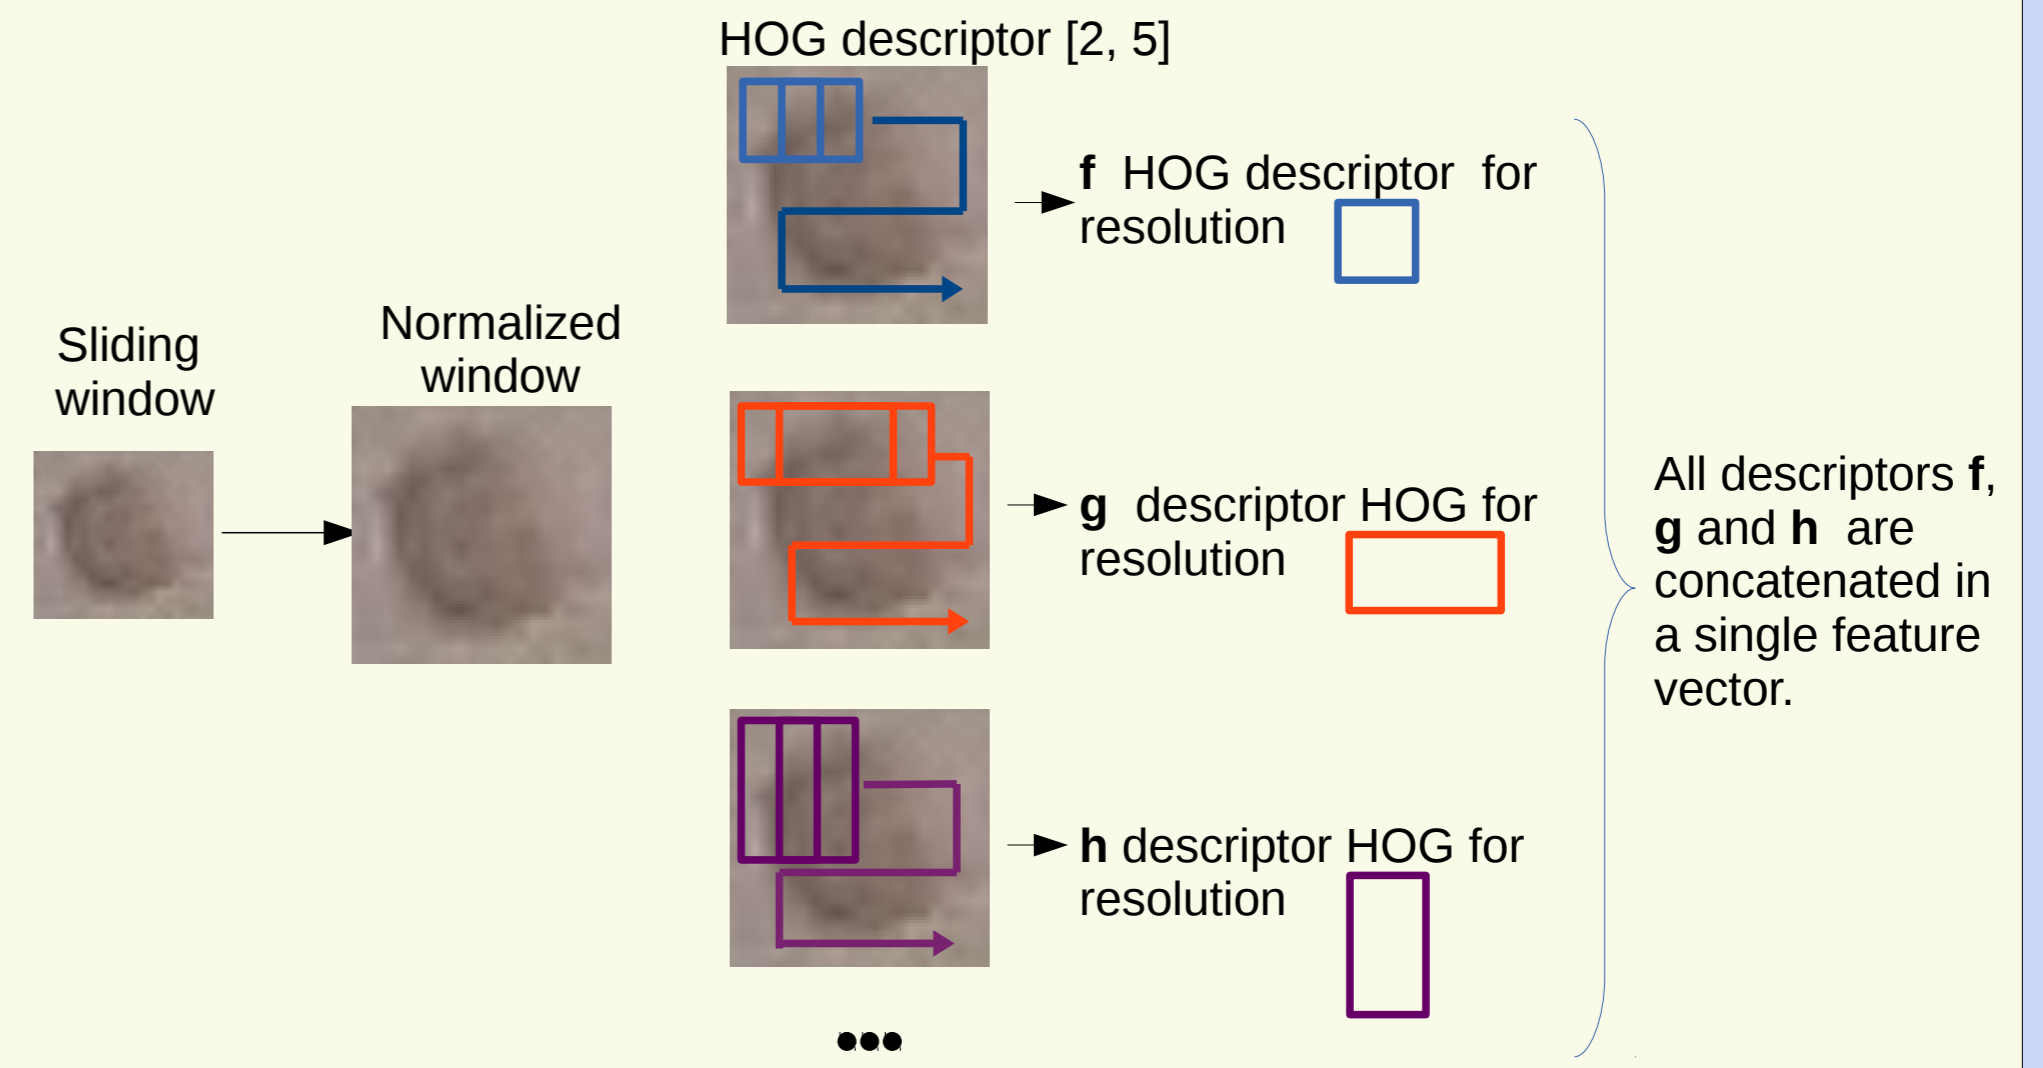 HOG descriptor [2, 5]
f HOG descriptor for
resolution
Sliding
window
Normalized
window
g descriptor HOG for
resolution
h descriptor HOG for
resolution
All descriptors f,
g and h are
concatenated in
a single feature
vector.